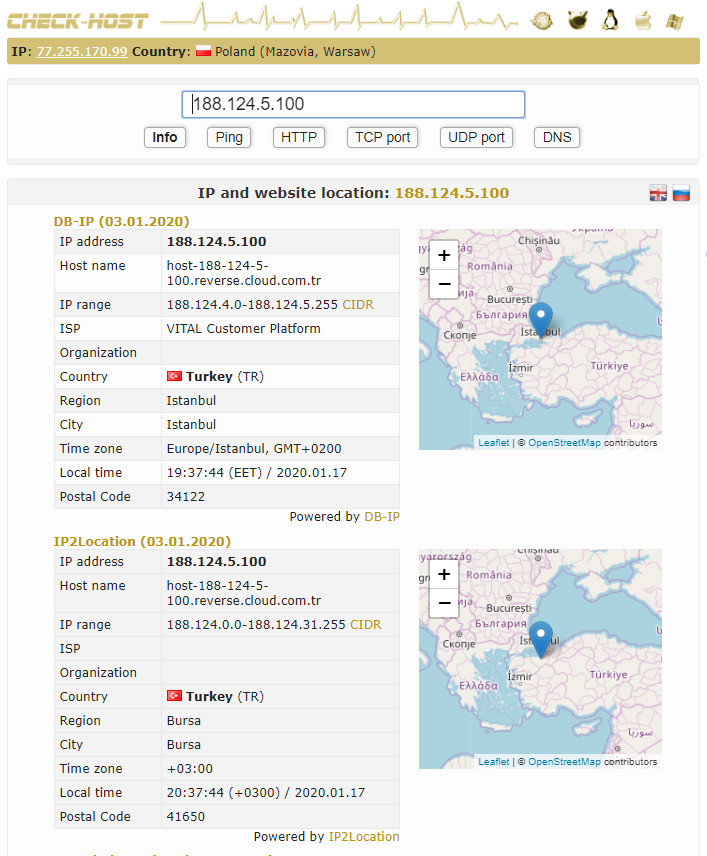 CHECK-HOST
IP: 77.255.170.99 Country: Poland (Mazovia, Warsaw)
188.124.5.100
Info Ping HTTP TCP port UDP port DNS
IP and website location: 188.124.5.100
DB-IP (03.01.2020)
IP address 188.124.5.100
Host name host-188-124-5-
100.reverse.cloud.com.tr
IP range 188.124.4.0-188.124.5.255 CIDR
ISP VITAL Customer Platform
Organization
Country Turkey (TR)
Region Istanbul
City Istanbul
Time zone Europe/Istanbul, GMT+0200
Local time 19:37:44 (EET) / 2020.01.17
Postal Code 34122
Powered by DB-IP
+
−
Chișinău
România
București
България
Скопје
İstanbul
İzmir
Ελλάδα
Türkiye
سوريا
Leaflet | © OpenStreetMap contributors
IP2Location (03.01.2020)
IP address 188.124.5.100
Host name host-188-124-5-
100.reverse.cloud.com.tr
IP range 188.124.0.0-188.124.31.255 CIDR
ISP
Organization
Country Turkey (TR)
Region Bursa
City Bursa
Time zone +03:00
Local time 20:37:44 (+0300) / 2020.01.17
Postal Code 41650
Powered by IP2Location
+
−
România
București
България
Скопје
İzmir
Ελλάδα
Türkiye
سوريا
Leaflet | © OpenStreetMap contributors